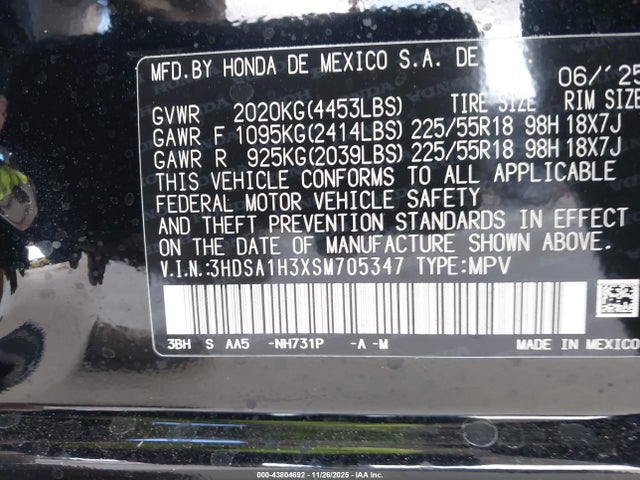 MFD.BY HONDA DE MEXICO S.A. DE 06/'25
GVWR 2020KG(4453LBS) TIRE SIZE RIM SIZE
GAWR F 1095KG(2414LBS) 225/55R18 98H 18X7J
GAWR R 925KG(2039LBS) 225/55R18 98H 18X7J
THIS VEHICLE CONFORMS TO ALL APPLICABLE
FEDERAL MOTOR VEHICLE SAFETY
AND THEFT PREVENTION STANDARDS IN EFFECT
ON THE DATE OF MANUFACTURE SHOWN ABOVE.
V.I.N.:3HDSA1H3XSM705347 TYPE:MPV
3BH S AA5 -NH731P -A-M MADE IN MEXICO
000-43804692 - 11/26/2025 - IAAI.COM